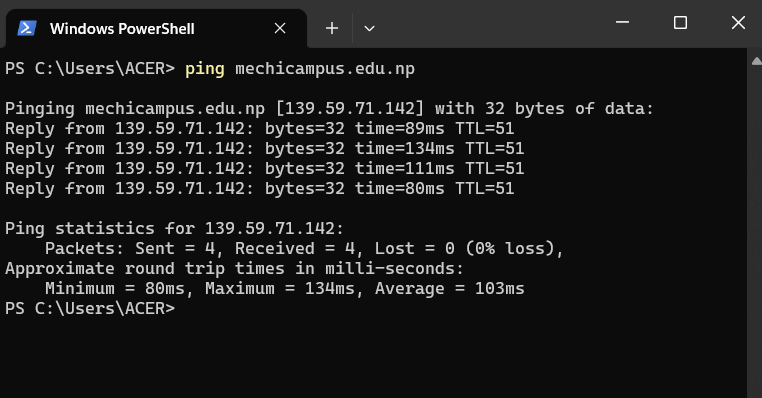 Windows PowerShell
PS C:\Users\ACER> ping mechicampus.edu.np
Pinging mechicampus.edu.np [139.59.71.142] with 32 bytes of data:
Reply from 139.59.71.142: bytes=32 time=89ms TTL=51
Reply from 139.59.71.142: bytes=32 time=134ms TTL=51
Reply from 139.59.71.142: bytes=32 time=111ms TTL=51
Reply from 139.59.71.142: bytes=32 time=80ms TTL=51
Ping statistics for 139.59.71.142:
    Packets: Sent = 4, Received = 4, Lost = 0 (0% loss),
Approximate round trip times in milli-seconds:
    Minimum = 80ms, Maximum = 134ms, Average = 103ms
PS C:\Users\ACER>